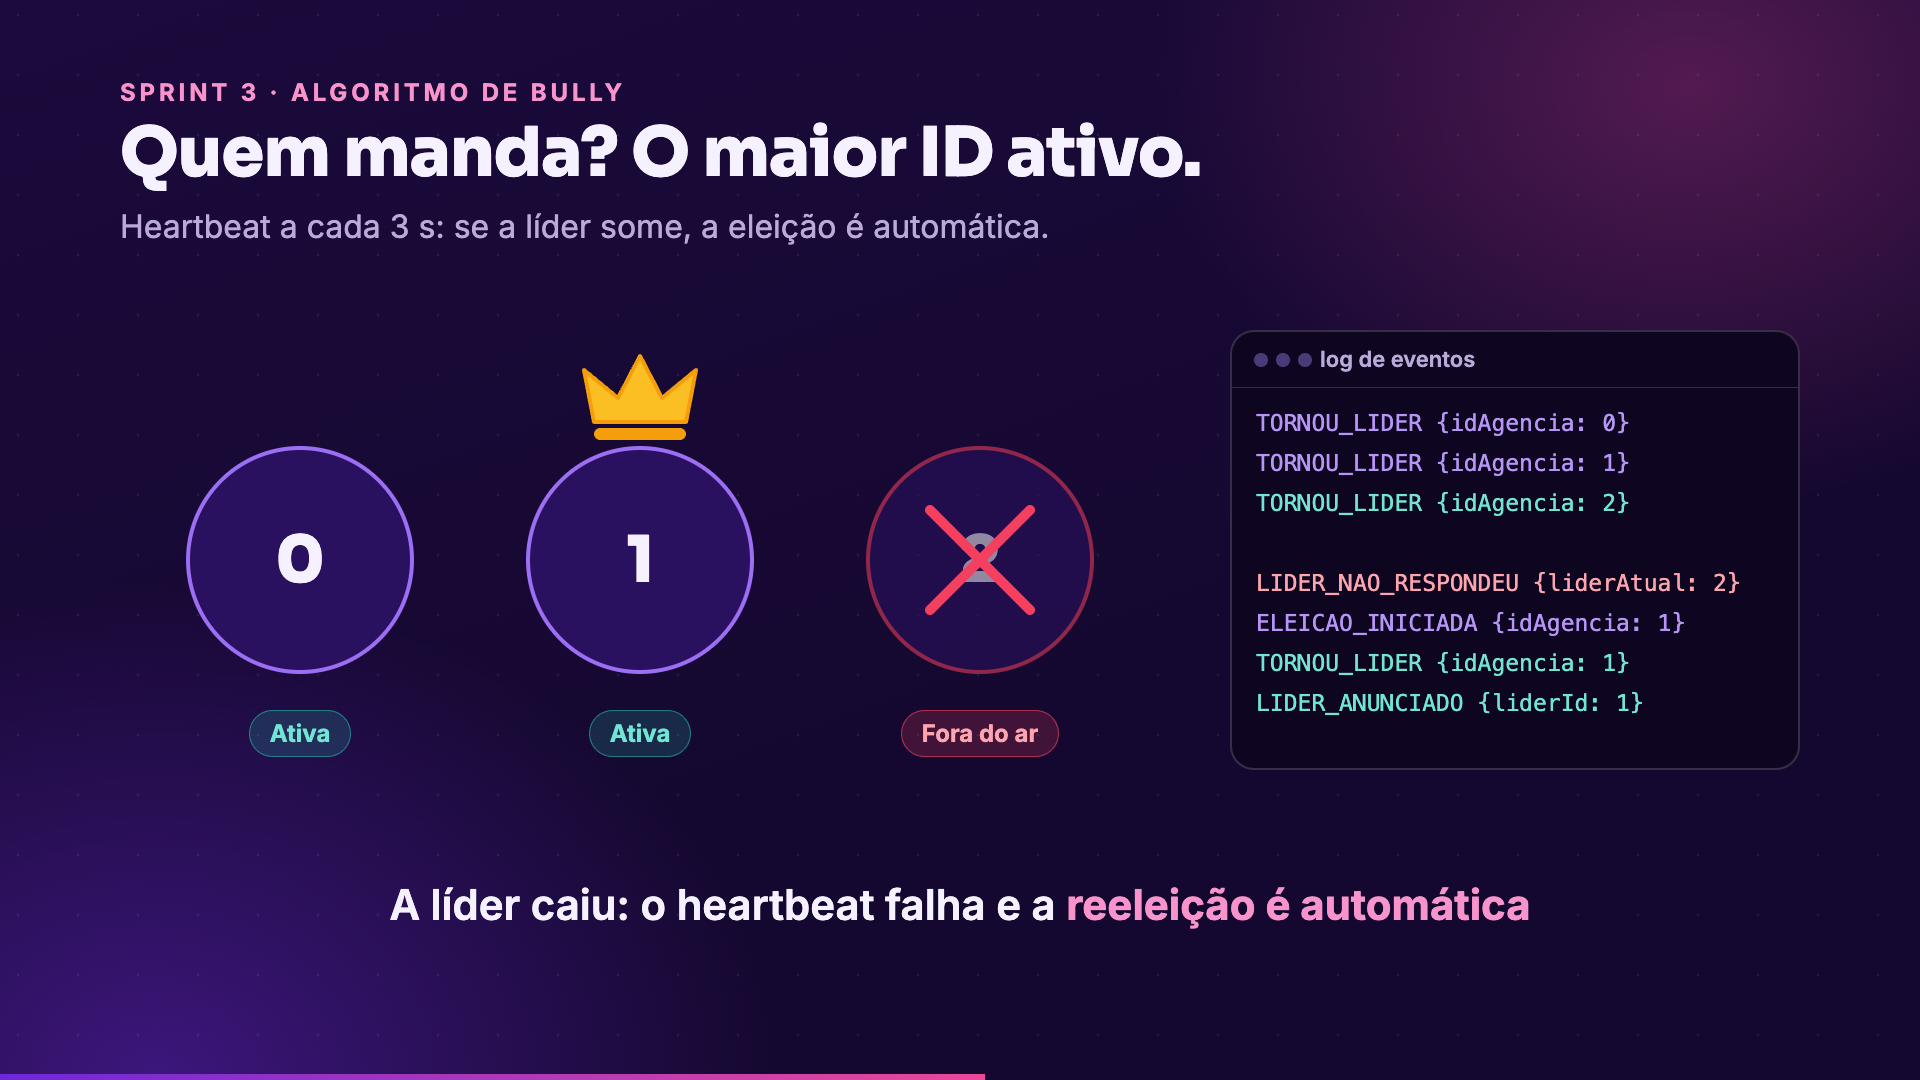 SPRINT 3 · ALGORITMO DE BULLY
Quem manda? O maior ID ativo.
Heartbeat a cada 3 s: se a líder some, a eleição é automática.
0
1
2
Ativa
Ativa
Fora do ar
log de eventos
TORNOU_LIDER {idAgencia: 0}
TORNOU_LIDER {idAgencia: 1}
TORNOU_LIDER {idAgencia: 2}
LIDER_NAO_RESPONDEU {liderAtual: 2}
ELEICAO_INICIADA {idAgencia: 1}
TORNOU_LIDER {idAgencia: 1}
LIDER_ANUNCIADO {liderId: 1}
A líder caiu: o heartbeat falha e a reeleição é automática